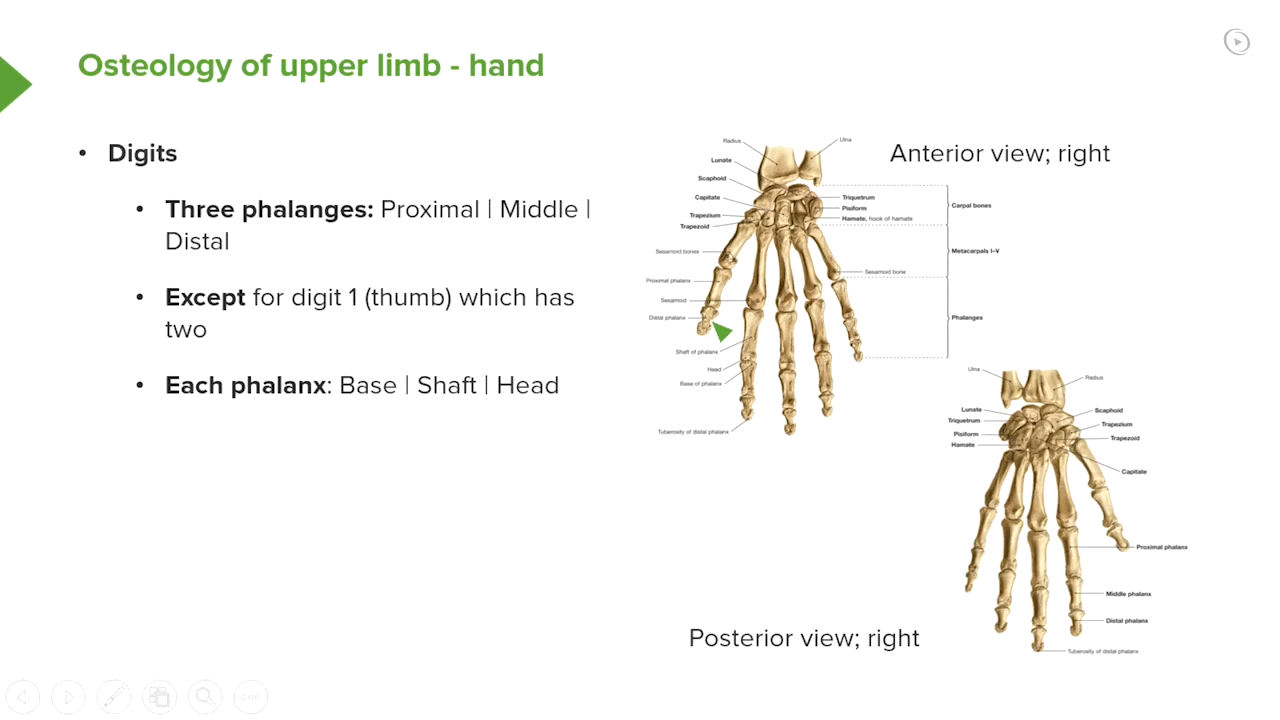 Osteology of upper limb - hand
• Digits
• Three phalanges: Proximal | Middle |
Distal
• Except for digit 1 (thumb) which has
two
• Each phalanx: Base | Shaft | Head
Anterior view; right
Radius
Ulna
Lunate
Scaphoid
Capitate
Trapezium
Trapezoid
Triquetrum
Pisiform
Hamate, hook of hamate
Carpal bones
Metacarpals I–V
Sesamoid bones
Sesamoid bone
Proximal phalanx
Sesamoid
Distal phalanx
Phalanges
Shaft of phalanx
Head
Base of phalanx
Tuberosity of distal phalanx
Ulna
Radius
Lunate
Triquetrum
Pisiform
Hamate
Scaphoid
Trapezium
Trapezoid
Capitate
Proximal phalanx
Middle phalanx
Distal phalanx
Tuberosity of distal phalanx
Posterior view; right